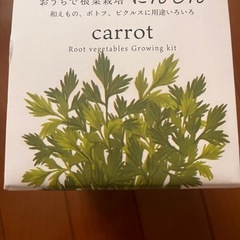 おうちで根菜栽培 にんじん
和えもの、ポトフ、ピクルスに用途いろいろ
carrot
Root vegetables Growing kit